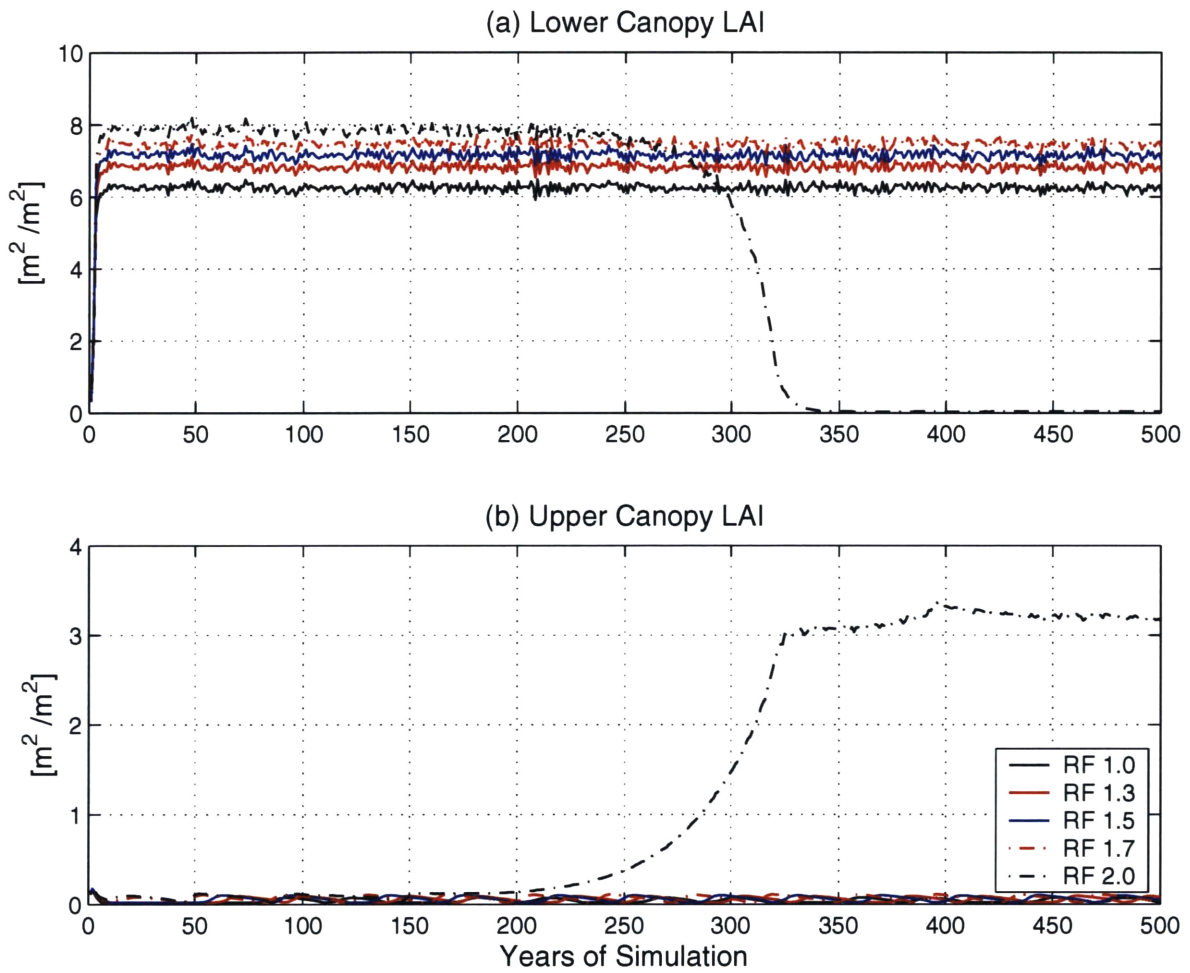 (a) Lower Canopy LAI
10
8
6
4
2
0
[m² /m²]
0 50 100 150 200 250 300 350 400 450 500
(b) Upper Canopy LAI
4
3
2
1
0
[m² /m²]
RF 1.0
RF 1.3
RF 1.5
RF 1.7
RF 2.0
0 50 100 150 200 250 300 350 400 450 500
Years of Simulation